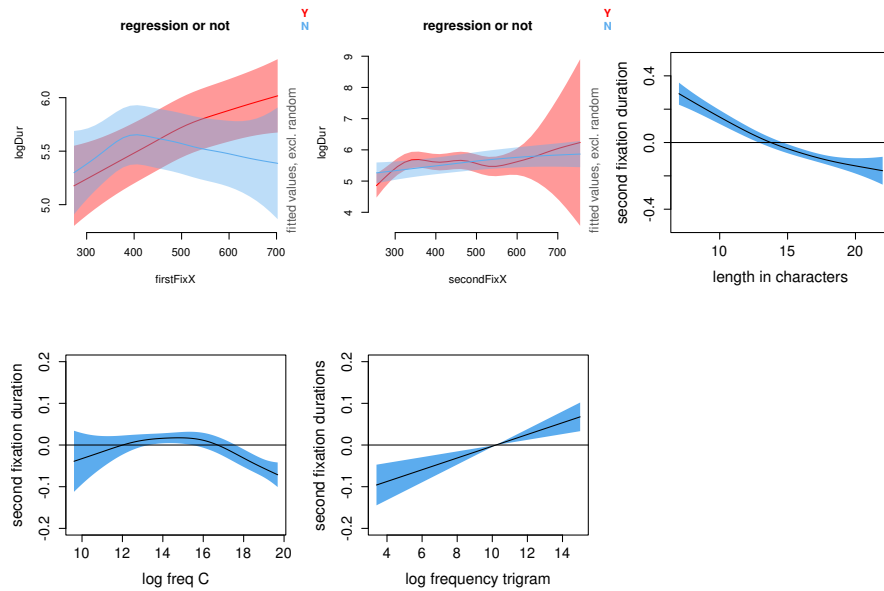 regression or not
Y
N
logDur
6.0
5.5
5.0
300
400
500
600
700
firstFixX
fitted values, excl. random
regression or not
Y
N
logDur
9
8
7
6
5
4
300
400
500
600
700
secondFixX
fitted values, excl. random
second fixation duration
0.4
0.0
-0.4
10
15
20
length in characters
second fixation duration
0.2
0.1
0.0
-0.1
-0.2
10
12
14
16
18
20
log freq C
second fixation durations
0.2
0.1
0.0
-0.1
-0.2
4
6
8
10
12
14
log frequency trigram